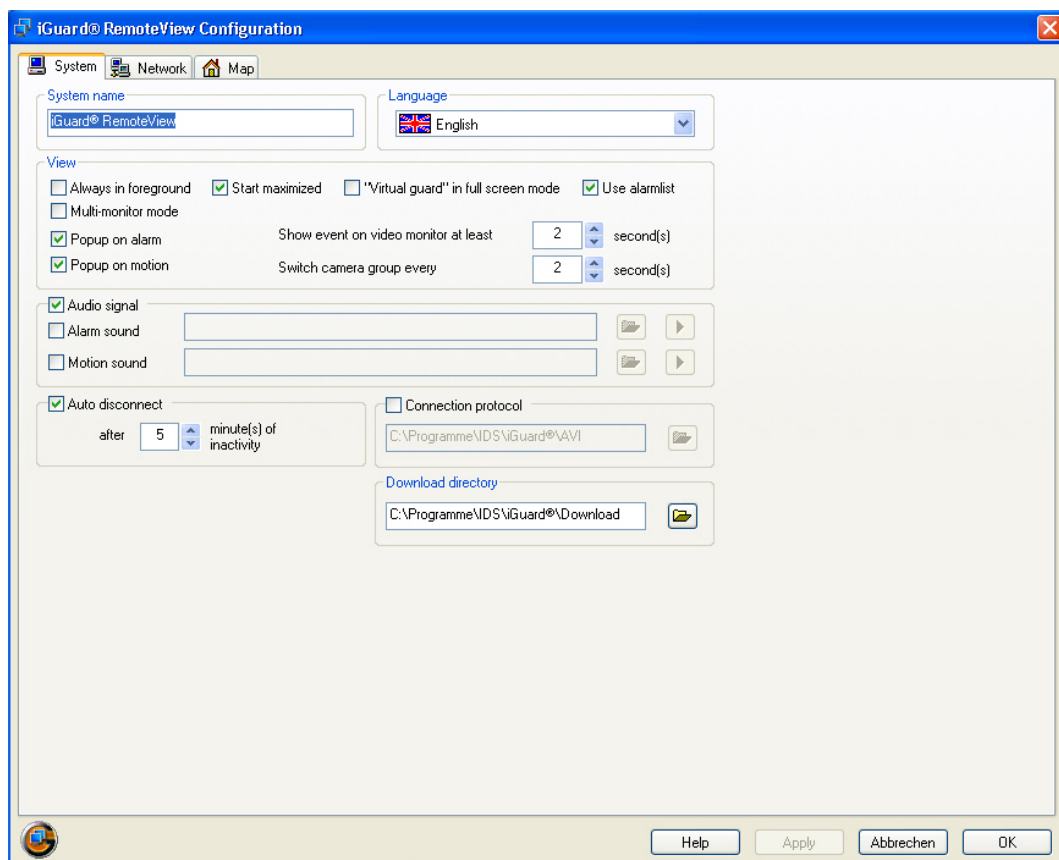 iGuard® RemoteView Configuration
System Network Map
System name
iGuard® RemoteView
Language
English
View
Always in foreground Start maximized "Virtual guard" in full screen mode Use alarmlist
Multi-monitor mode
Popup on alarm Show event on video monitor at least 2 second(s)
Popup on motion Switch camera group every 2 second(s)
Audio signal
Alarm sound
Motion sound
Auto disconnect
after 5 minute(s) of
inactivity
Connection protocol
C:\Programme\IDS\iGuard®\AVI
Download directory
C:\Programme\IDS\iGuard®\Download
Help Apply Abbrechen OK